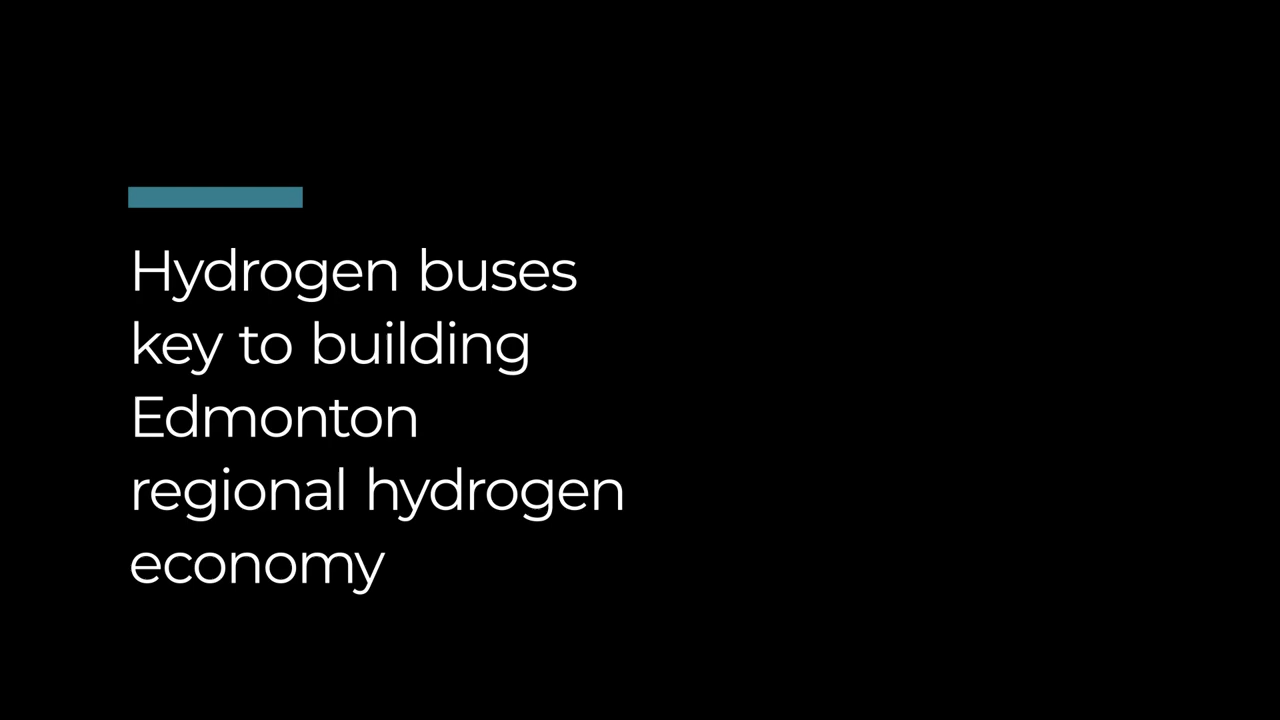 Hydrogen buses
key to building
Edmonton
regional hydrogen
economy